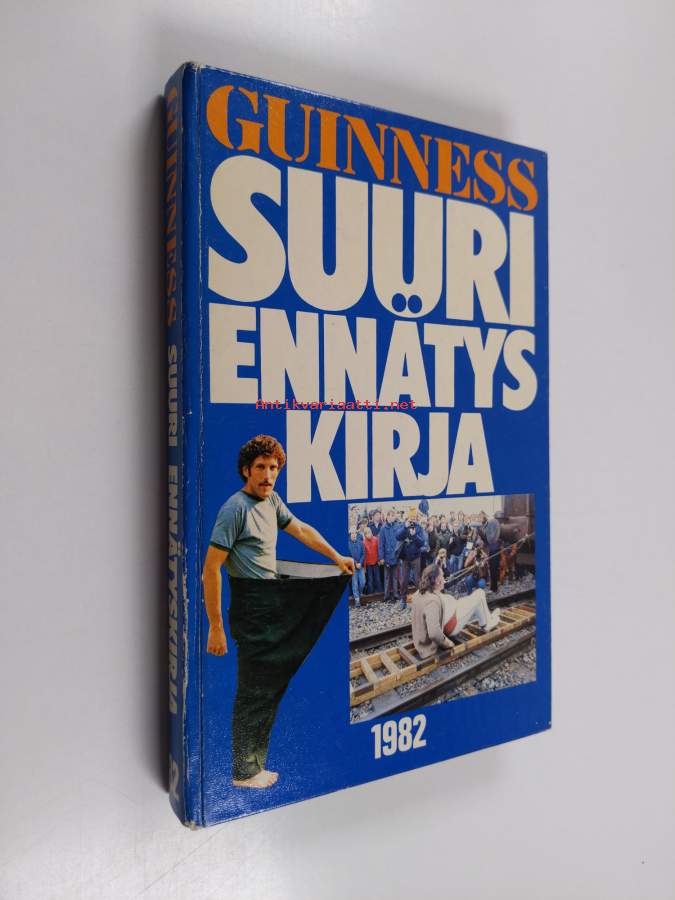 GUINNESS
SUURI
ENNÄTYS
KIRJA
1982
GUINNESS SUURI ENNÄTYSKIRJA
Antikvariaatti.net